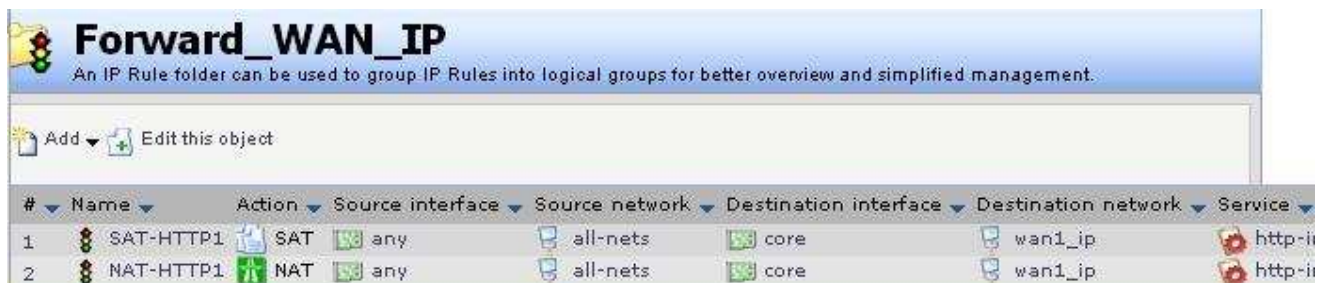 Forward_WAN_IP
An IP Rule folder can be used to group IP Rules into logical groups for better overview and simplified management.
Add Edit this object
# Name Action Source interface Source network Destination interface Destination network Service
1 SAT-HTTP1 SAT any all-nets core wan1_ip
2 NAT-HTTP1 NAT any all-nets core wan1_ip